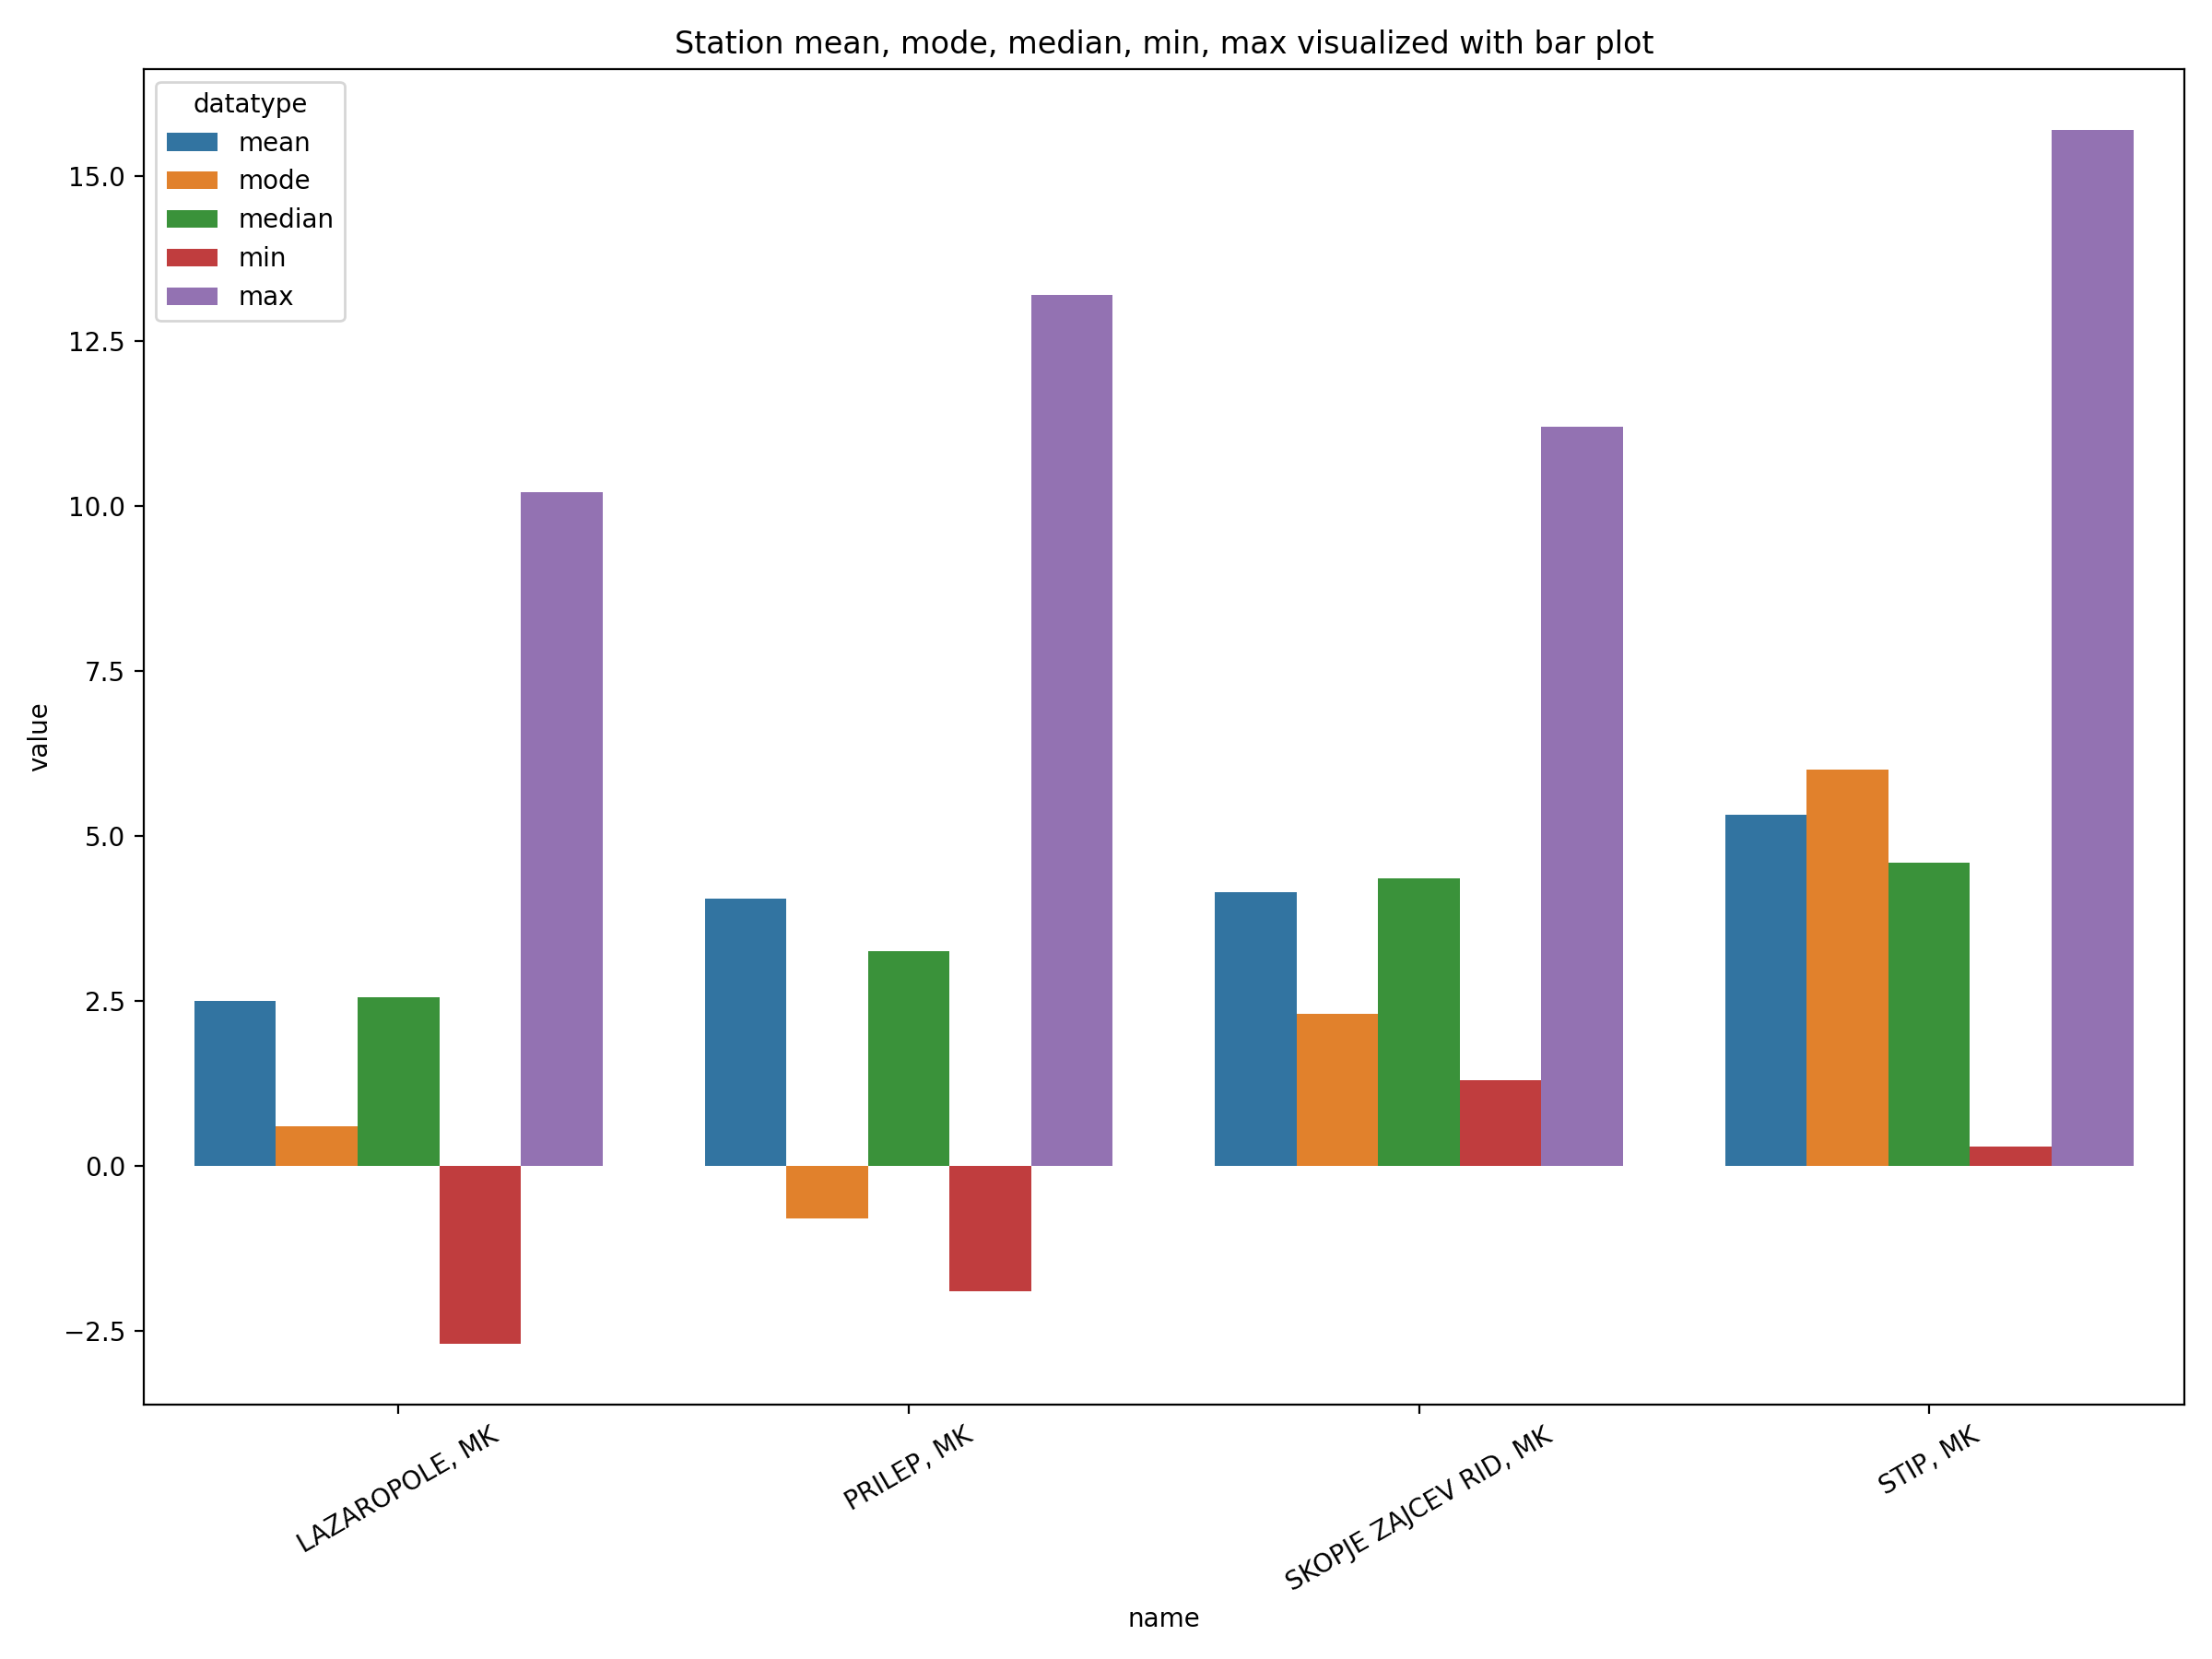 Station mean, mode, median, min, max visualized with bar plot
datatype
mean
mode
median
min
max
15.0
12.5
10.0
7.5
5.0
2.5
0.0
−2.5
value
LAZAROPOLE, MK
PRILEP, MK
SKOPJE ZAJCEV RID, MK
STIP, MK
name